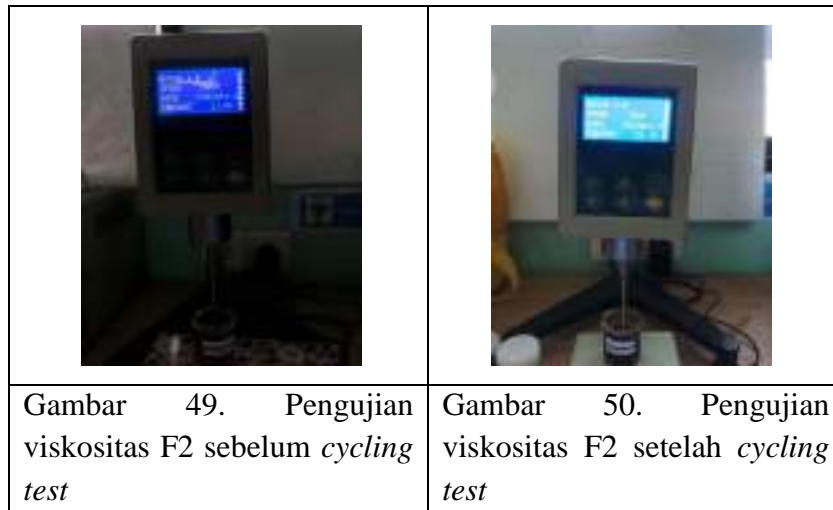 Gambar 49. Pengujian
viskositas F2 sebelum cycling
test
Gambar 50. Pengujian
viskositas F2 setelah cycling
test